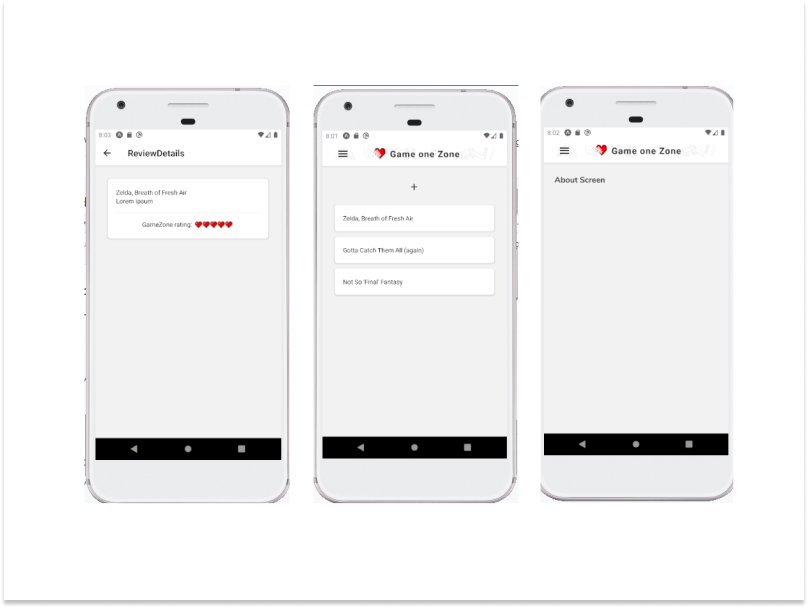 8:03
ReviewDetails
Zelda, Breath of Fresh Air
Lorem ipsum
GameZone rating:
8:01
Game one Zone
+
Zelda, Breath of Fresh Air
Gotta Catch Them All (again)
Not So 'Final' Fantasy
8:02
Game one Zone
About Screen